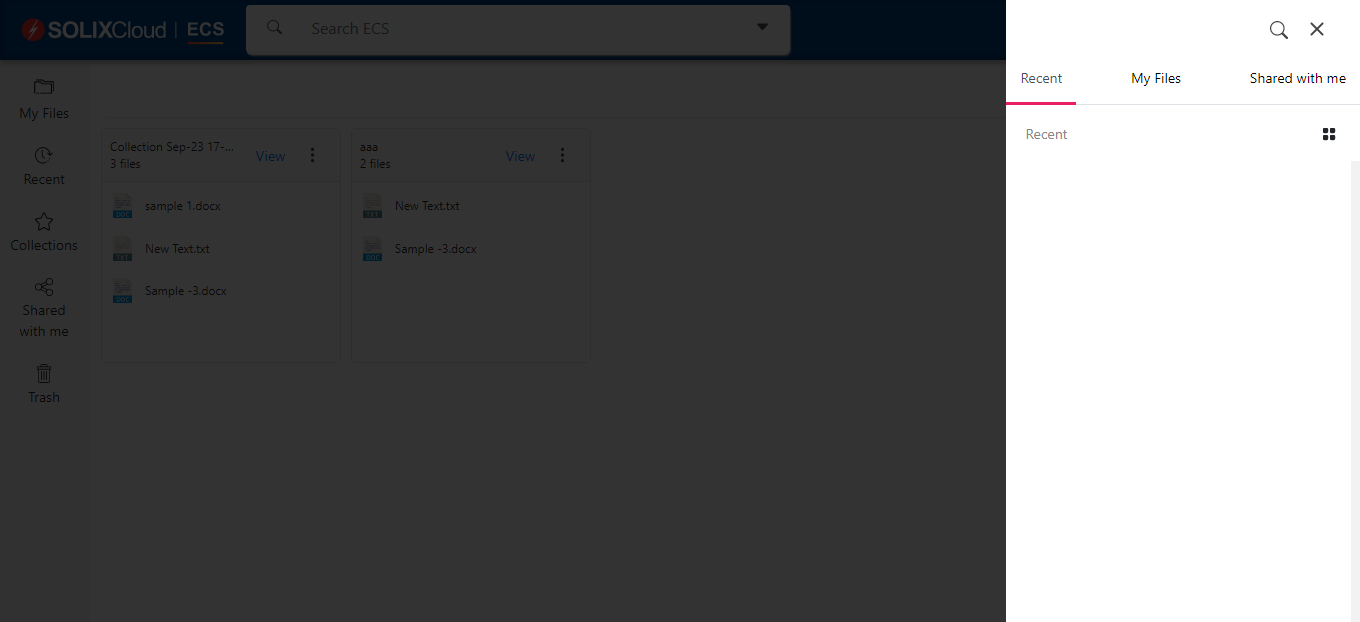 SOLIXCloud | ECS
Search ECS
My Files
Recent
Collections
Shared
with me
Trash
Collection Sep-23 17-...
3 files
View
sample 1.docx
New Text.txt
Sample -3.docx
aaa
2 files
View
New Text.txt
Sample -3.docx
DOC
TXT
DOC
TXT
DOC
Recent
My Files
Shared with me
Recent